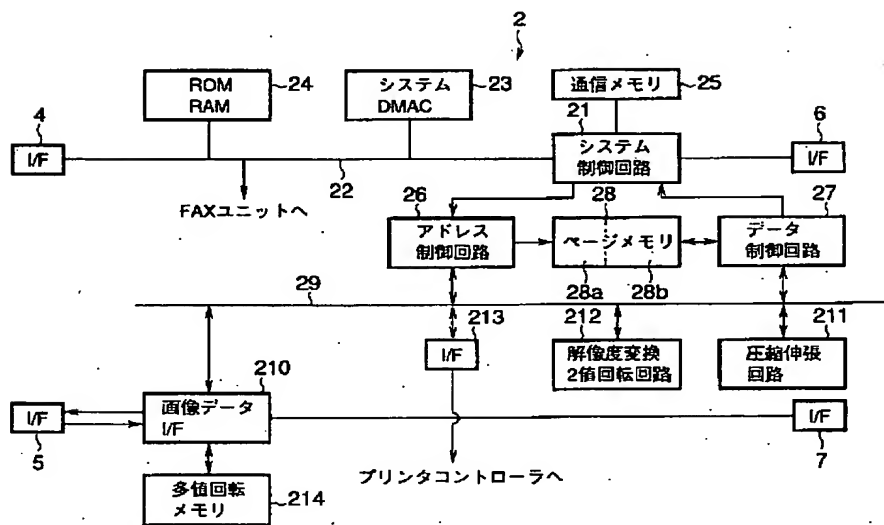 2
ROM
RAM
24
システム
DMAC
23
通信メモリ
25
21
4
I/F
システム
制御回路
6
I/F
22
FAXユニットへ
26
アドレス
制御回路
28
ページメモリ
28a
28b
27
データ
制御回路
29
213
I/F
212
解像度変換
2値回転回路
211
圧縮伸張
回路
210
画像データ
I/F
I/F
5
I/F
7
プリンタコントローラへ
多値回転
メモリ
214